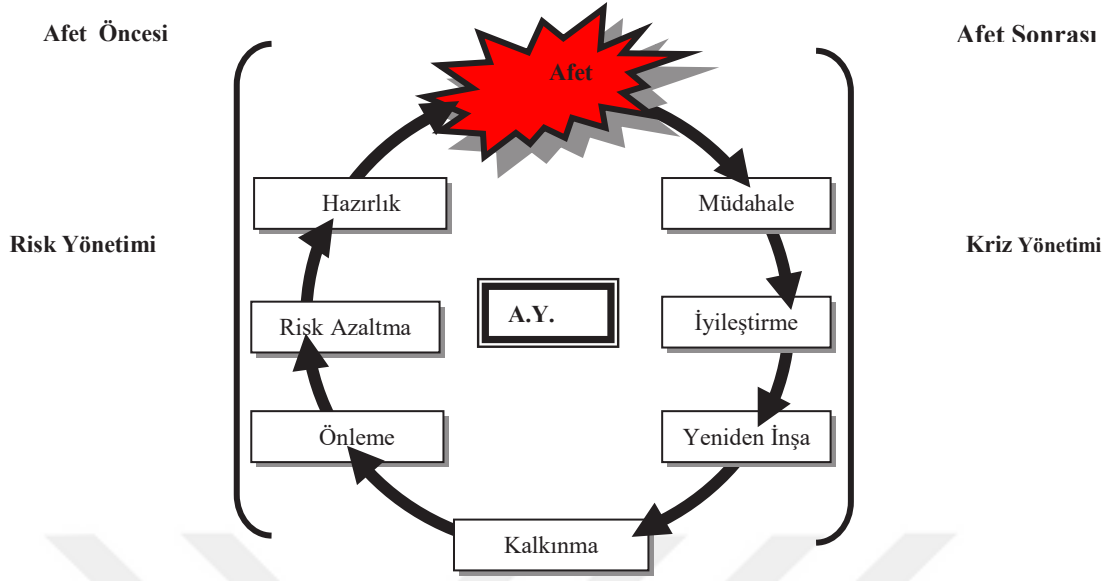 Afet Öncesi
Afet Sonrası
Afet
Hazırlık
Müdahale
Risk Yönetimi
Kriz Yönetimi
Risk Azaltma
A.Y.
İyileştirme
Önleme
Yeniden İnşa
Kalkınma